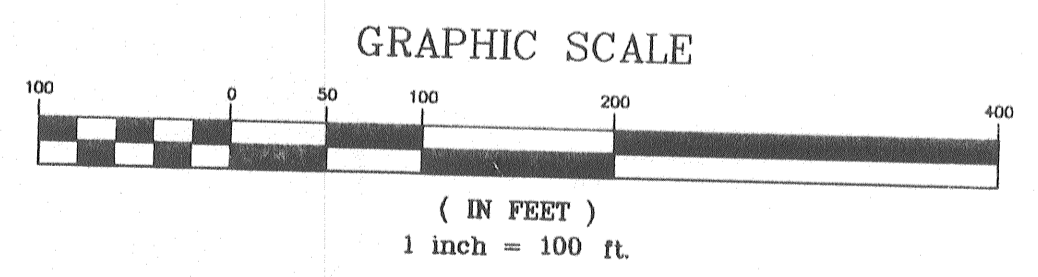 GRAPHIC SCALE
100 0 50 100 200 400
( IN FEET )
1 inch = 100 ft.